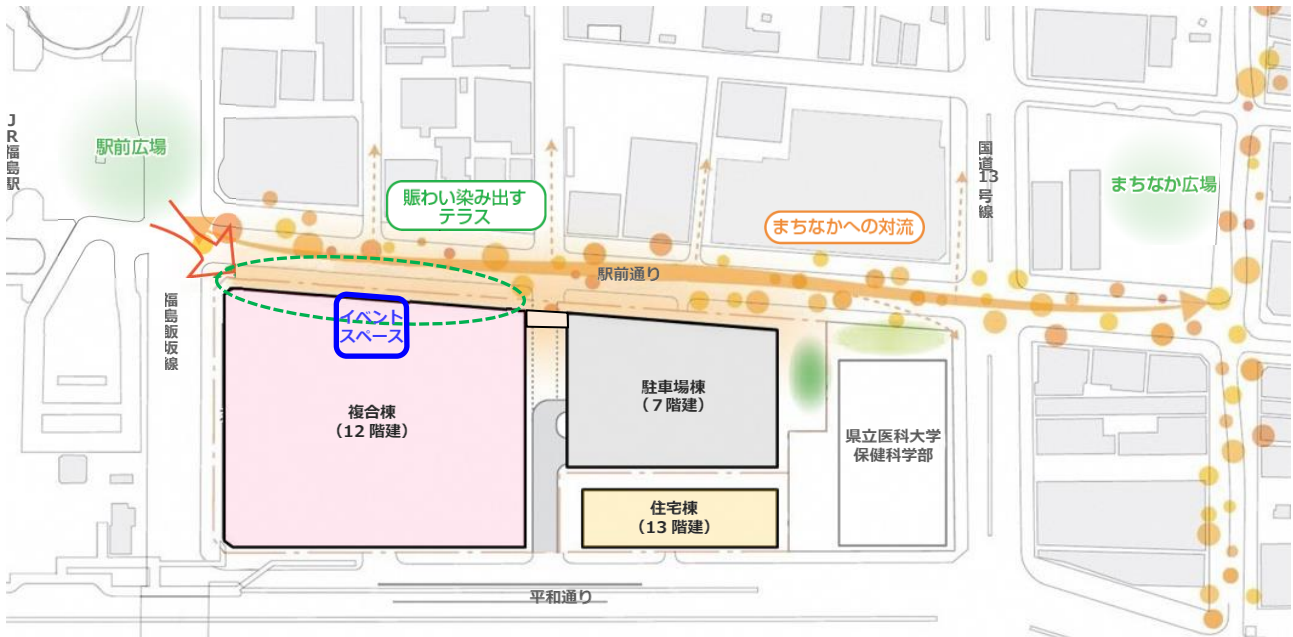 JR福島駅
駅前広場
賑わい染み出す
テラス
まちなかへの対流
国道13号線
まちなか広場
駅前通り
福島飯坂線
イベント
スペース
複合棟
（12 階建）
駐車場棟
（７階建）
県立医科大学
保健科学部
住宅棟
（13 階建）
平和通り